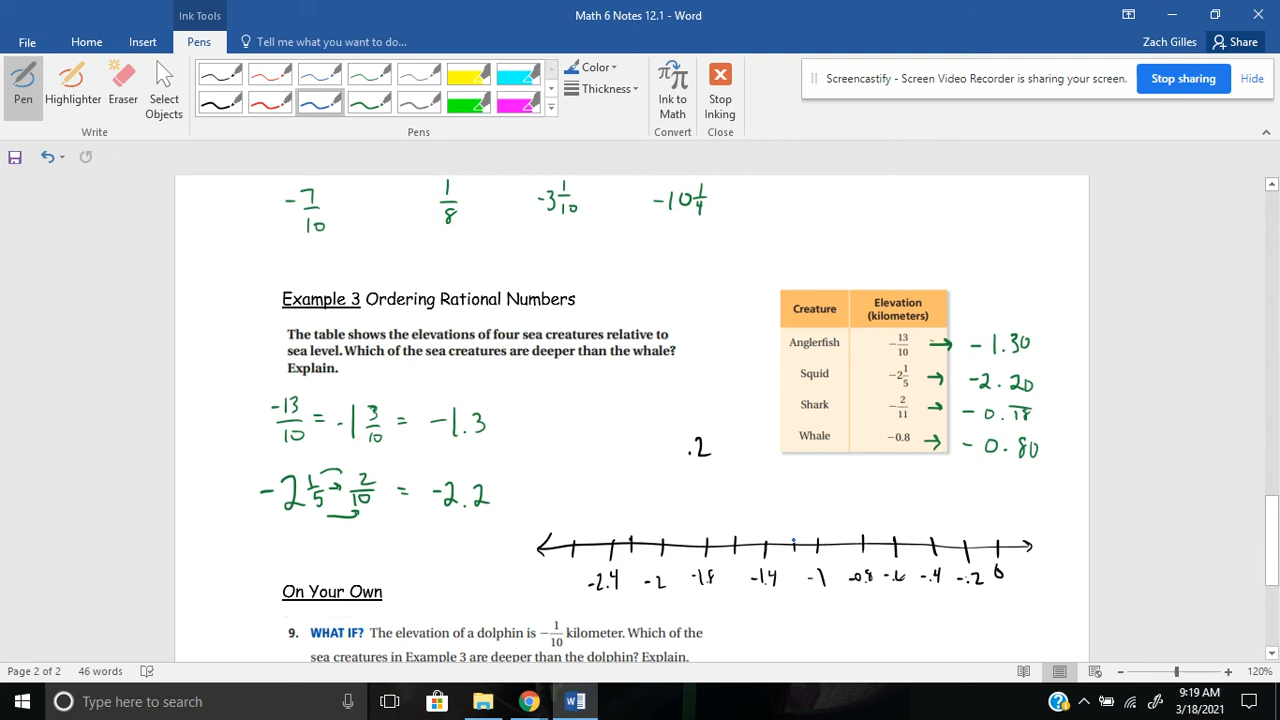 Ink Tools
Math 6 Notes 12.1 - Word
File
Home
Insert
Pens
Tell me what you want to do...
Zach Gilles
Share
Pen
Highlighter
Eraser
Select
Objects
Color
Thickness
Ink to
Math
Stop
Inking
Write
Pens
Convert
Close
Screencastify - Screen Video Recorder is sharing your screen.
Stop sharing
Hide
-7/10 1/8 -3 1/10 -10 1/4
Example 3 Ordering Rational Numbers
The table shows the elevations of four sea creatures relative to
sea level. Which of the sea creatures are deeper than the whale?
Explain.
Creature Elevation (kilometers)
Anglerfish -13/10 → -1.30
Squid -2 1/5 → -2.20
Shark -2/11 → -0.1̅8̅
Whale -0.8 → -0.80
-13/10 = -1 3/10 = -1.3
.2
-2 1/5 → 2/10 = -2.2
-2.4 -2 -1.8 -1.4 -1 -0.8 -.6 -.4 -.2 0
On Your Own
9. WHAT IF? The elevation of a dolphin is -1/10 kilometer. Which of the
sea creatures in Example 3 are deeper than the dolphin? Explain.
Page 2 of 2
46 words
120%
Type here to search
9:19 AM
3/18/2021